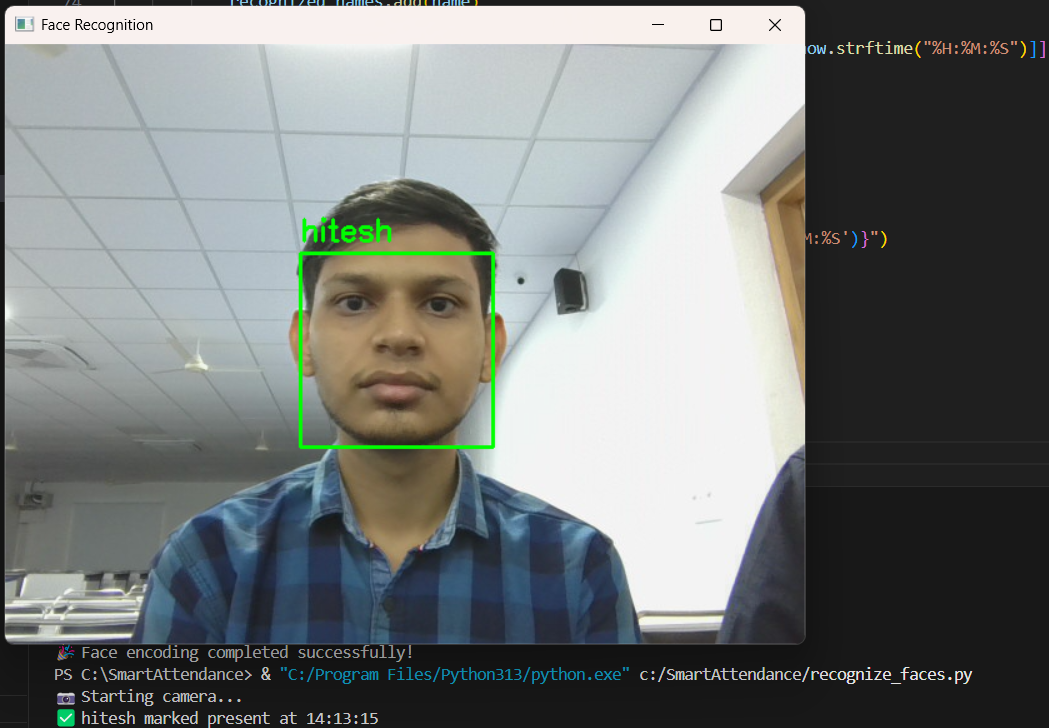 74 recognized_names.add(name)
Face Recognition
ow.strftime("%H:%M:%S")]]
hitesh
M:%S')}")
🎉 Face encoding completed successfully!
PS C:\SmartAttendance> & "C:/Program Files/Python313/python.exe" c:/SmartAttendance/recognize_faces.py
📷 Starting camera...
✅ hitesh marked present at 14:13:15